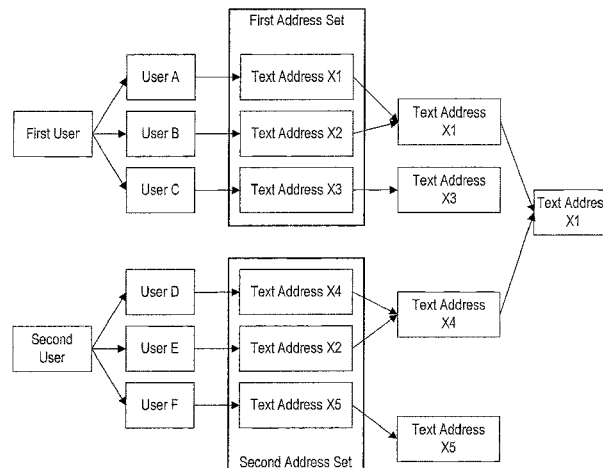 First Address Set
User A
Text Address X1
First User
User B
Text Address X2
Text Address
X1
User C
Text Address X3
Text Address
X3
Text Address
X1
Second
User
User D
Text Address X4
User E
Text Address X2
Text Address
X4
User F
Text Address X5
Text Address
X5
Second Address Set